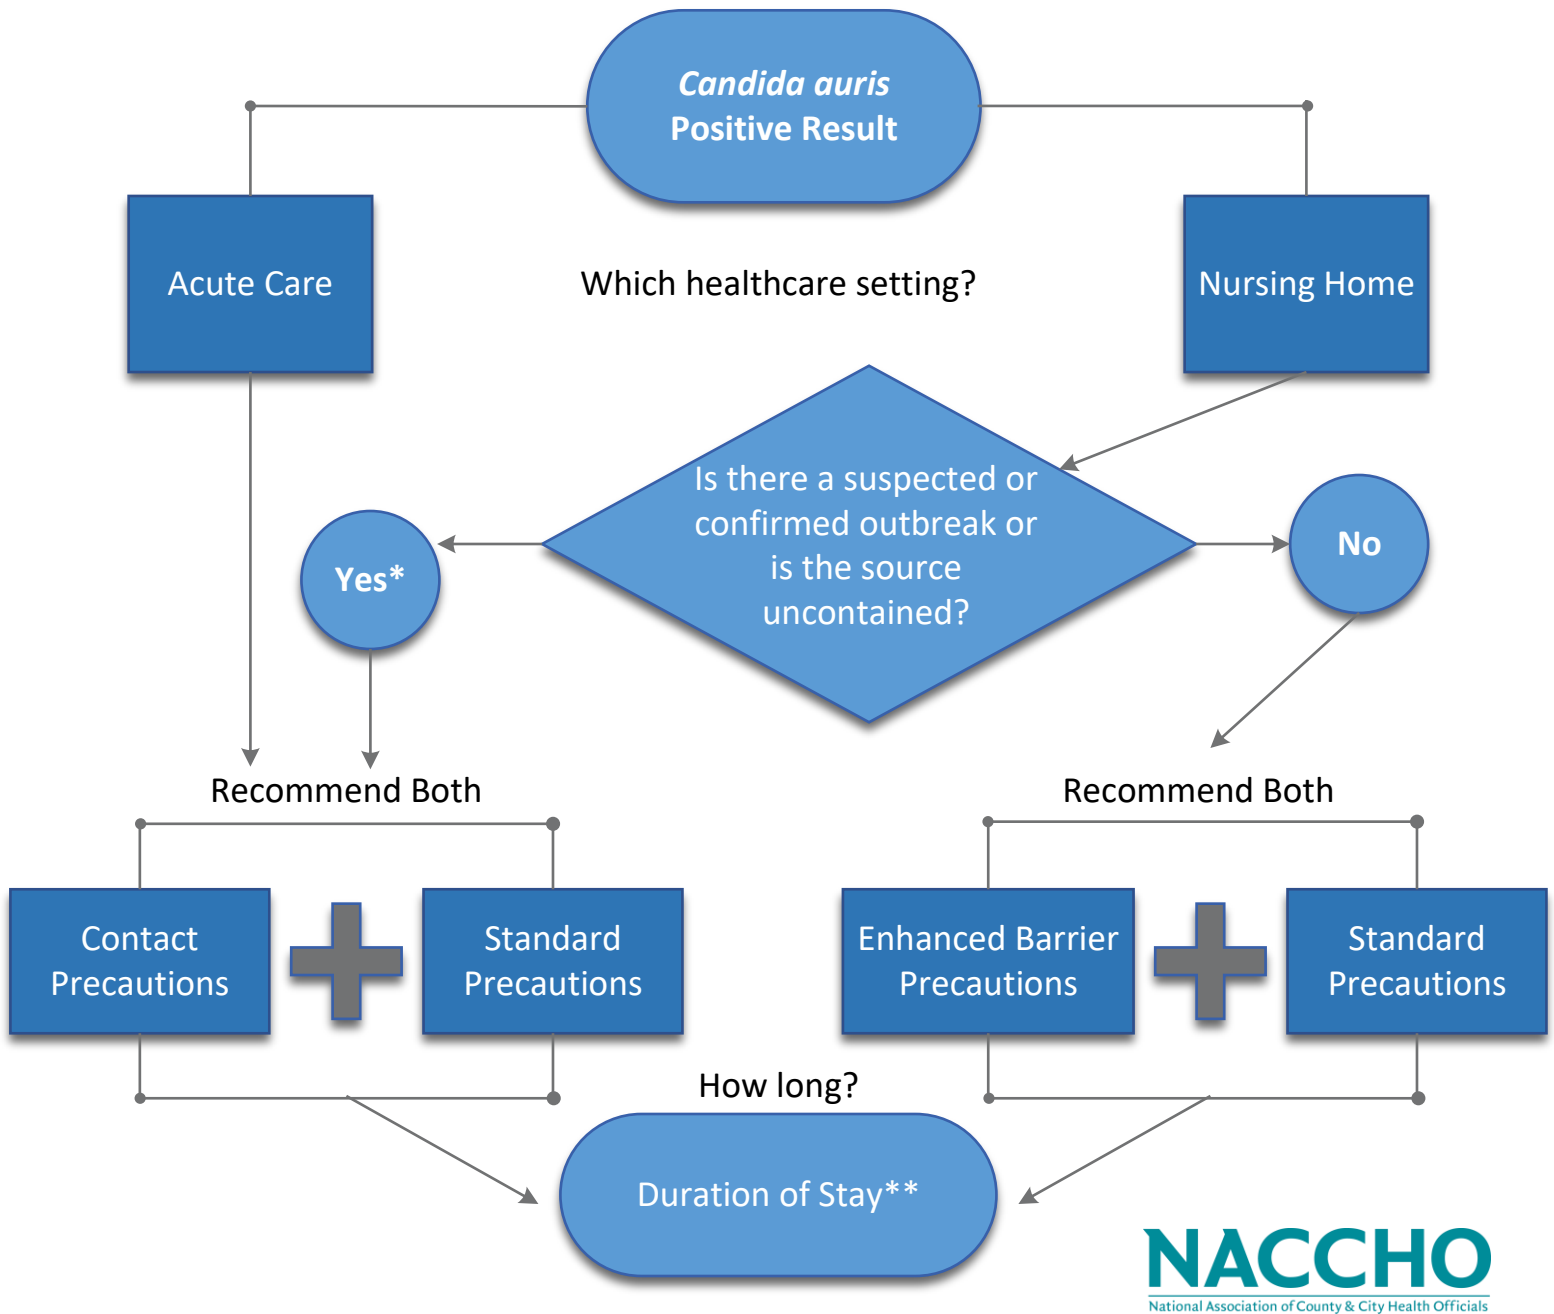 Candida auris
Positive Result
Acute Care
Which healthcare setting?
Nursing Home
Is there a suspected or
confirmed outbreak or
is the source
uncontained?
Yes*
No
Recommend Both
Recommend Both
Contact
Precautions
Standard
Precautions
Enhanced Barrier
Precautions
Standard
Precautions
How long?
Duration of Stay**
NACCHO
National Association of County & City Health Officials